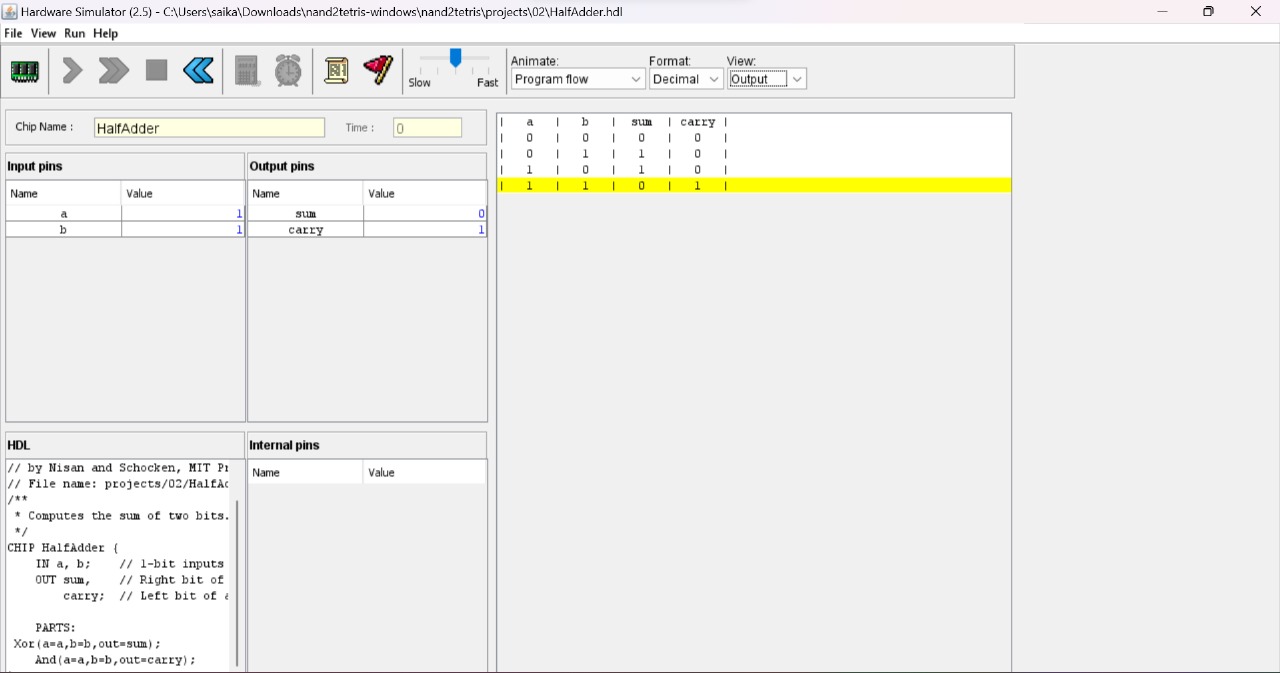 Hardware Simulator (2.5) - C:\Users\saika\Downloads\nand2tetris-windows\nand2tetris\projects\02\HalfAdder.hdl
File View Run Help
Slow Fast
Animate: Format: View:
Program flow Decimal Output
Chip Name : HalfAdder Time : 0
Input pins Output pins
Name Value Name Value
a 1 sum 0
b 1 carry 1
| a | b | sum | carry |
| 0 | 0 | 0 | 0 |
| 0 | 1 | 1 | 0 |
| 1 | 0 | 1 | 0 |
| 1 | 1 | 0 | 1 |
HDL
// by Nisan and Schocken, MIT Pr
// File name: projects/02/HalfAd
/**
* Computes the sum of two bits.
*/
CHIP HalfAdder {
IN a, b; // 1-bit inputs
OUT sum, // Right bit of
carry; // Left bit of a
PARTS:
Xor(a=a,b=b,out=sum);
And(a=a,b=b,out=carry);
Internal pins
Name Value